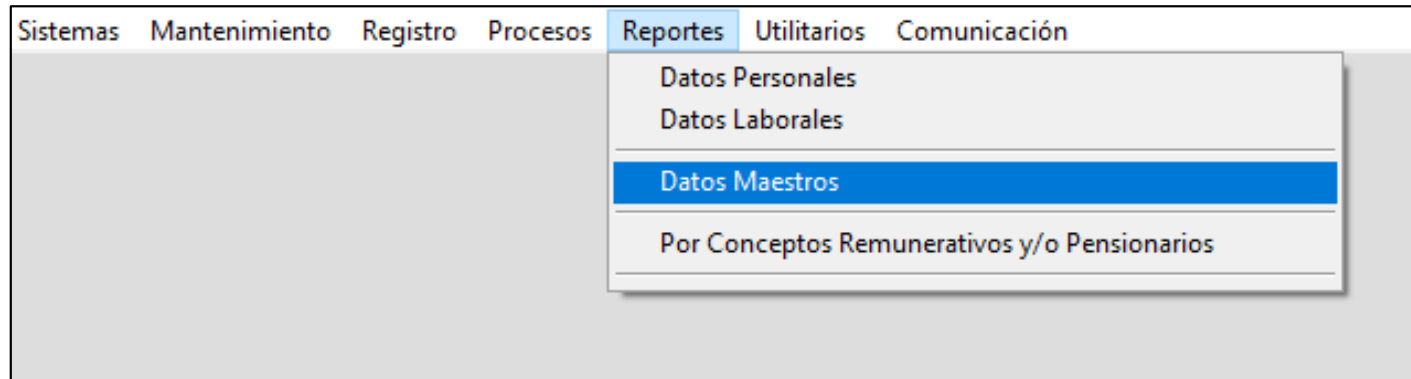 Sistemas Mantenimiento Registro Procesos Reportes Utilitarios Comunicación
Datos Personales
Datos Laborales
Datos Maestros
Por Conceptos Remunerativos y/o Pensionarios